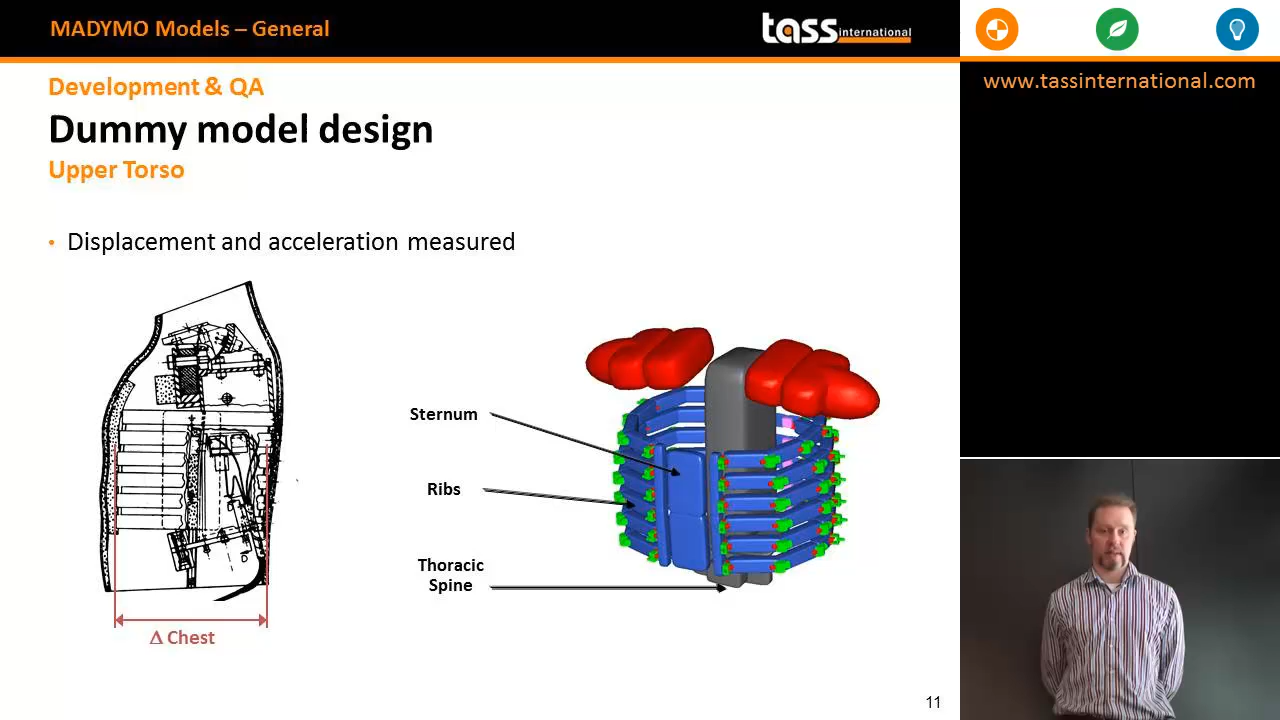 MADYMO Models – General
tass international
www.tassinternational.com
Development & QA
Dummy model design
Upper Torso
• Displacement and acceleration measured
Sternum
Ribs
Thoracic
Spine
Δ Chest
11